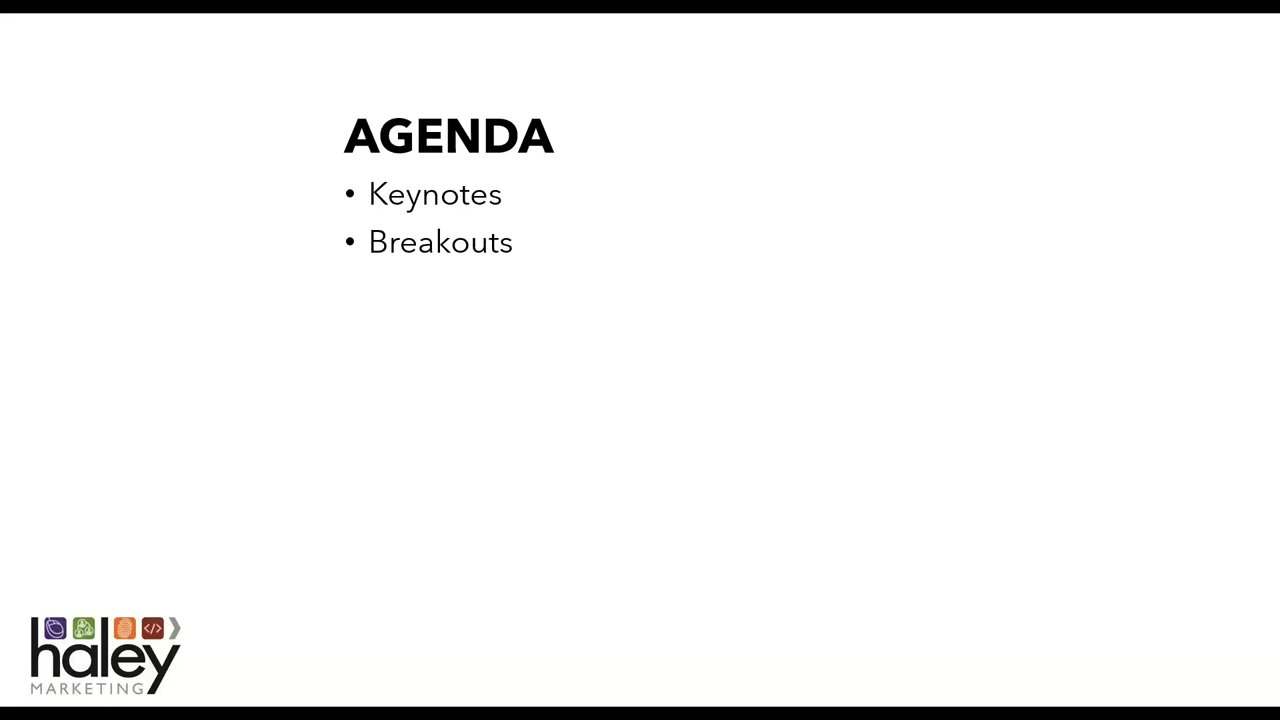 AGENDA
• Keynotes
• Breakouts
haley
MARKETING